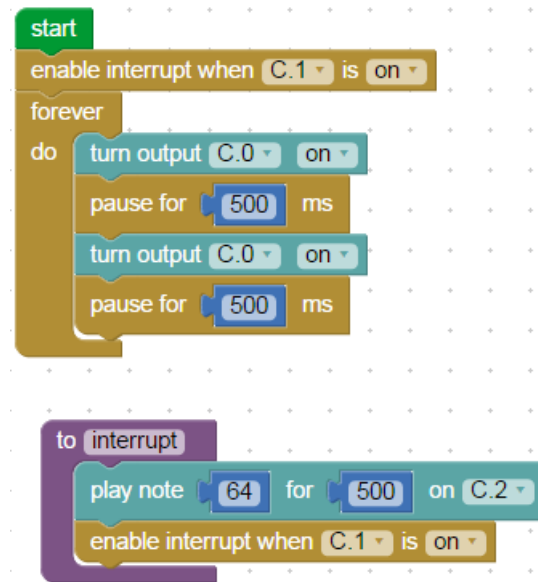 start
enable interrupt when C.1 is on
forever
do turn output C.0 on
pause for 500 ms
turn output C.0 on
pause for 500 ms
to interrupt
play note 64 for 500 on C.2
enable interrupt when C.1 is on